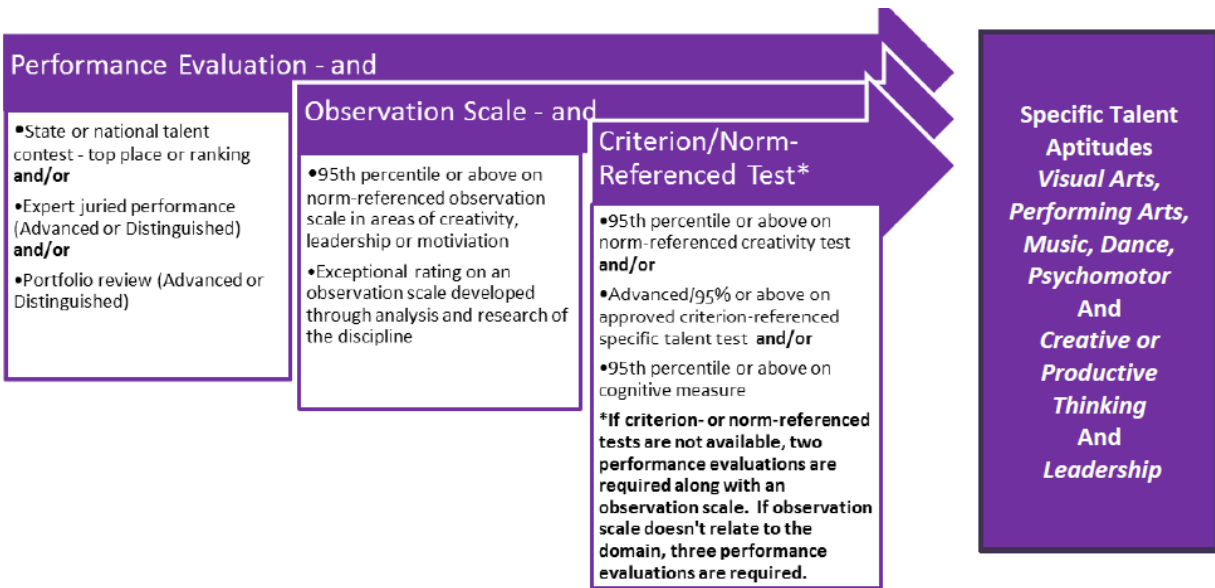 Performance Evaluation - and
•State or national talent
contest - top place or ranking
and/or
•Expert juried performance
(Advanced or Distinguished)
and/or
•Portfolio review (Advanced or
Distinguished)
Observation Scale - and
•95th percentile or above on
norm-referenced observation
scale in areas of creativity,
leadership or motiviation
•Exceptional rating on an
observation scale developed
through analysis and research of
the discipline
Criterion/Norm-
Referenced Test*
•95th percentile or above on
norm-referenced creativity test
and/or
•Advanced/95% or above on
approved criterion-referenced
specific talent test and/or
•95th percentile or above on
cognitive measure
*If criterion- or norm-referenced
tests are not available, two
performance evaluations are
required along with an
observation scale. If observation
scale doesn't relate to the
domain, three performance
evaluations are required.
Specific Talent
Aptitudes
Visual Arts,
Performing Arts,
Music, Dance,
Psychomotor
And
Creative or
Productive
Thinking
And
Leadership